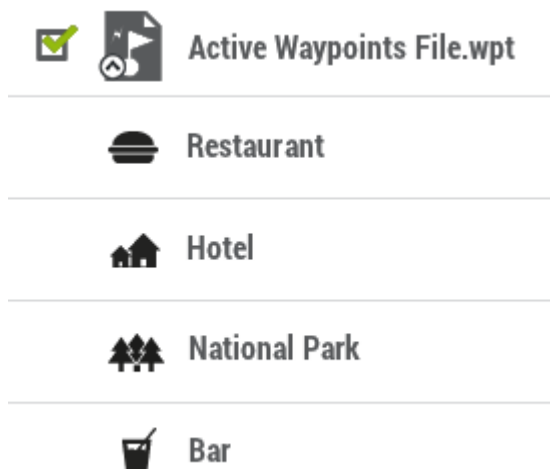 Active Waypoints File.wpt
Restaurant
Hotel
National Park
Bar